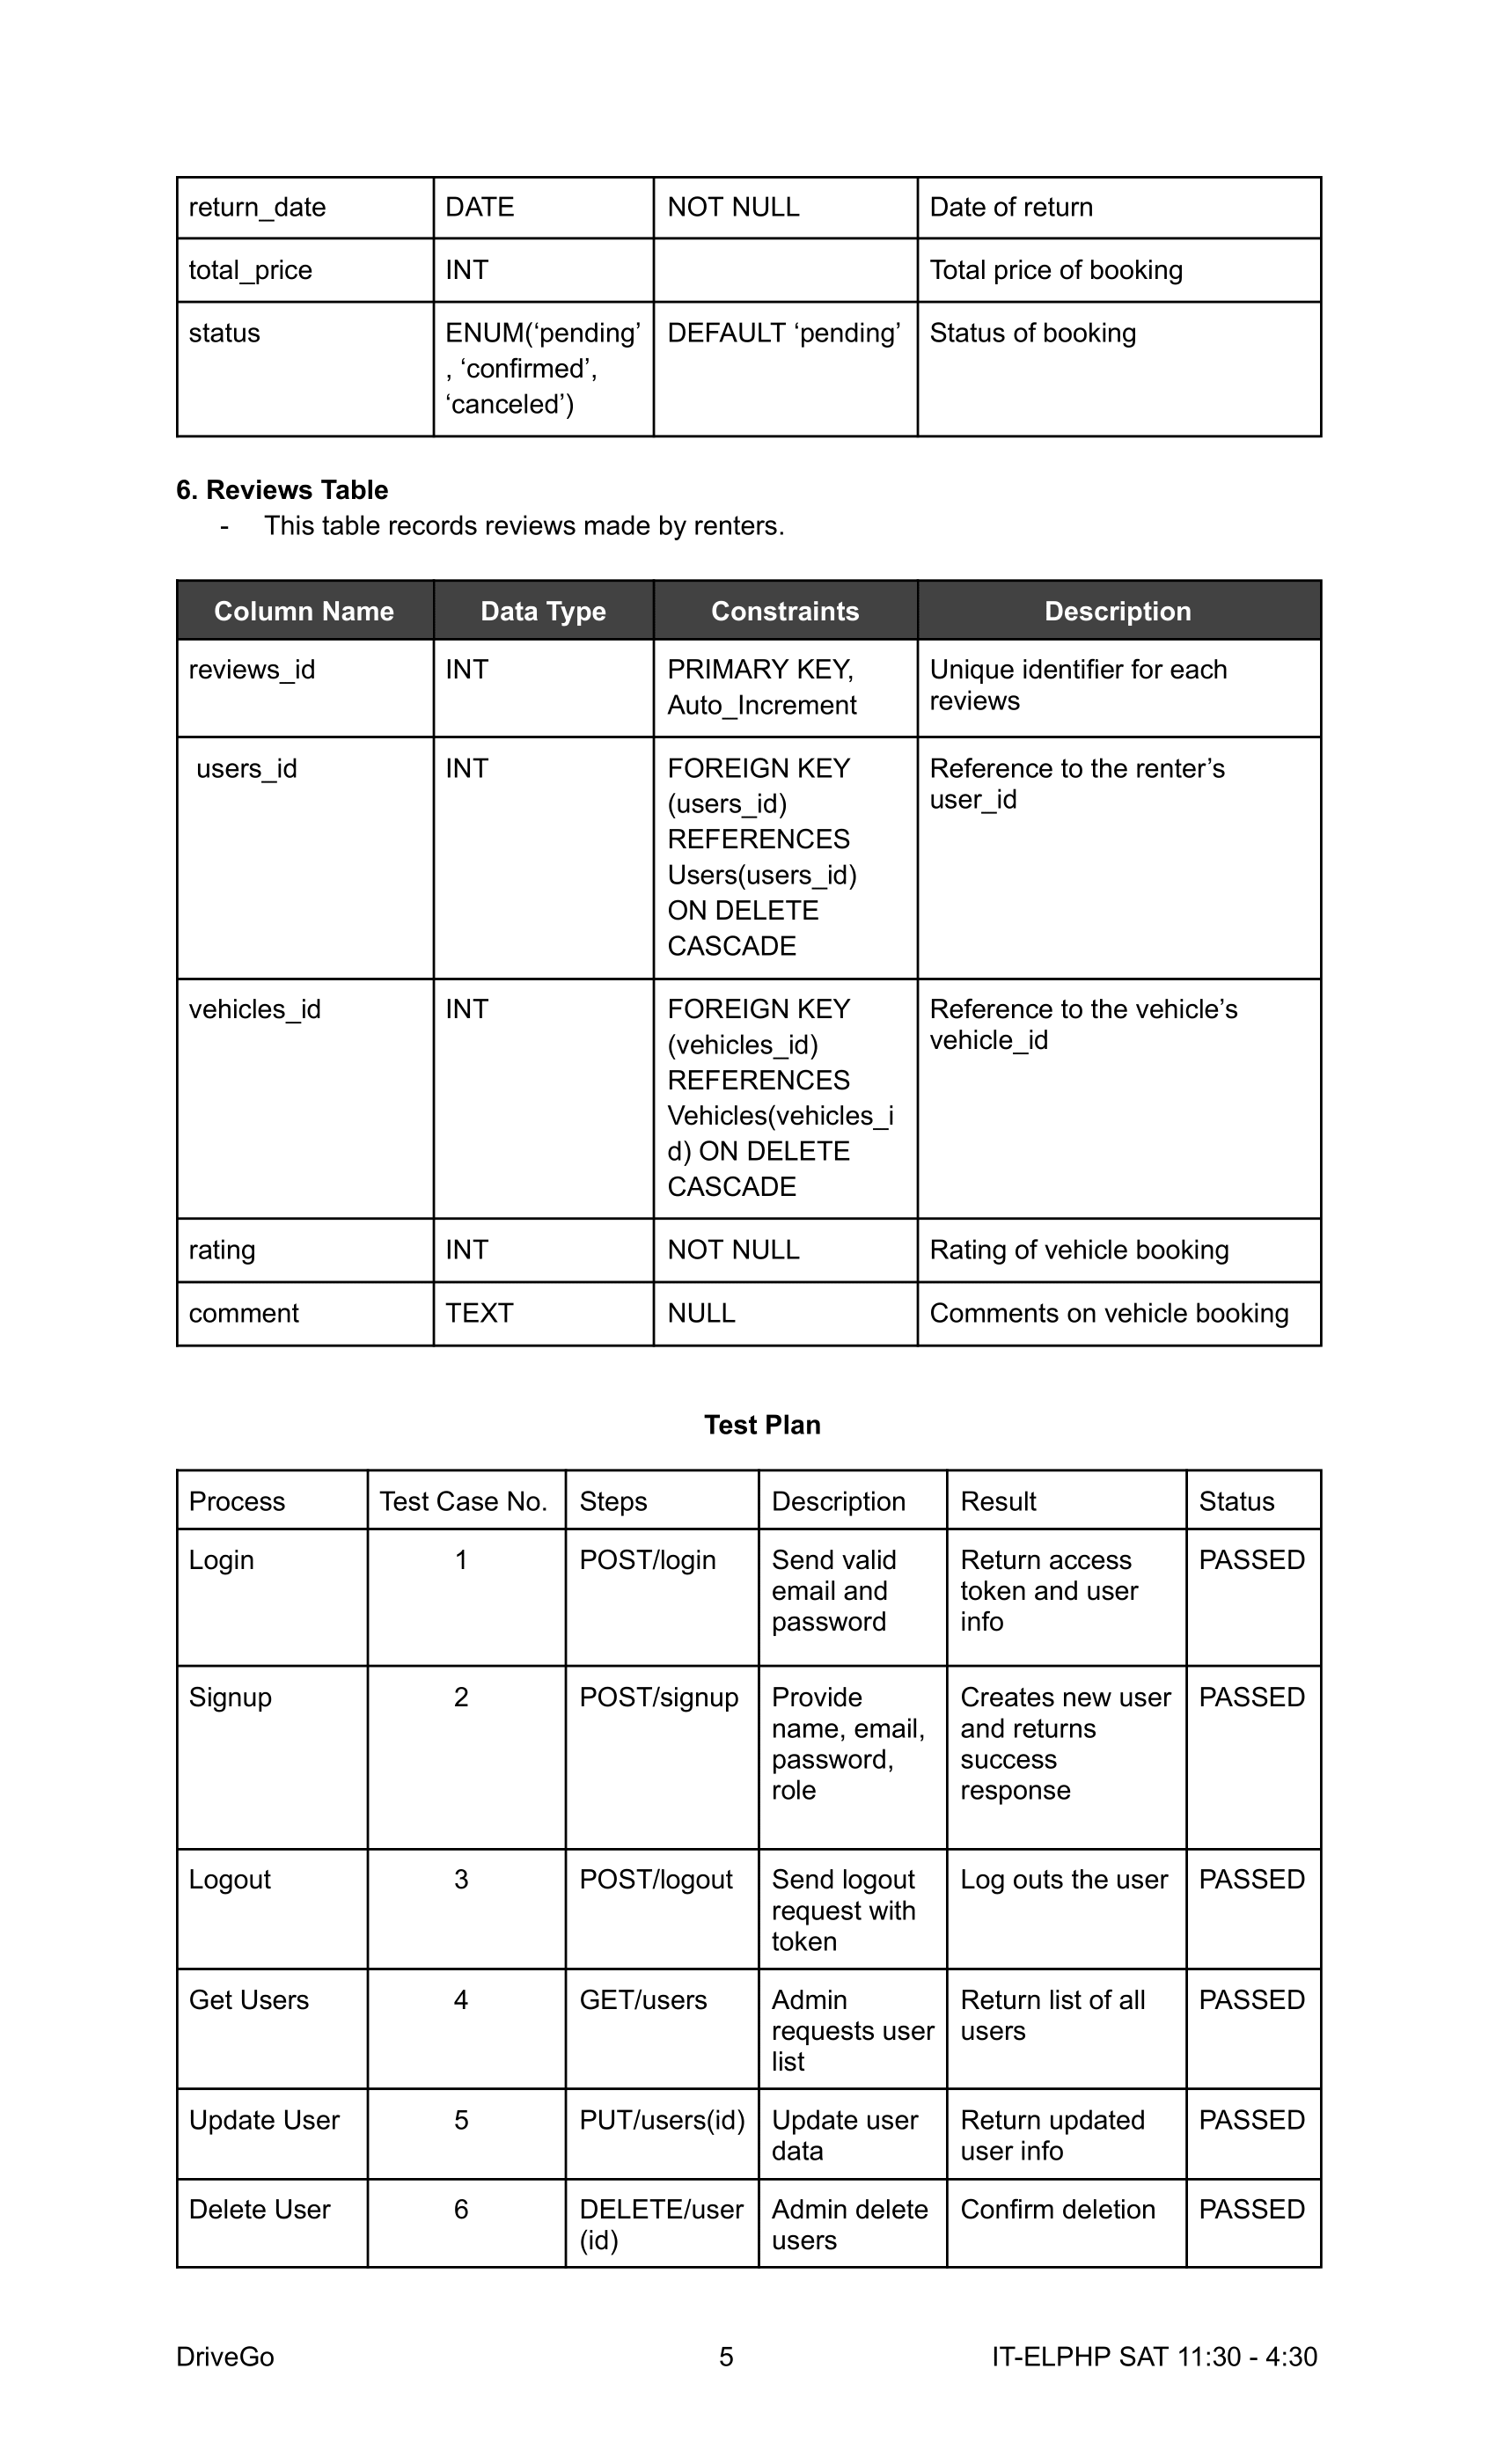 return_date DATE NOT NULL Date of return
total_price INT Total price of booking
status ENUM(‘pending’ DEFAULT ‘pending’ Status of booking
, ‘confirmed’,
‘canceled’)
6. Reviews Table
- This table records reviews made by renters.
Column Name Data Type Constraints Description
reviews_id INT PRIMARY KEY, Unique identifier for each
Auto_Increment reviews
users_id INT FOREIGN KEY Reference to the renter’s
(users_id) user_id
REFERENCES
Users(users_id)
ON DELETE
CASCADE
vehicles_id INT FOREIGN KEY Reference to the vehicle’s
(vehicles_id) vehicle_id
REFERENCES
Vehicles(vehicles_i
d) ON DELETE
CASCADE
rating INT NOT NULL Rating of vehicle booking
comment TEXT NULL Comments on vehicle booking
Test Plan
Process Test Case No. Steps Description Result Status
Login 1 POST/login Send valid Return access PASSED
email and token and user
password info
Signup 2 POST/signup Provide Creates new user PASSED
name, email, and returns
password, success
role response
Logout 3 POST/logout Send logout Log outs the user PASSED
request with
token
Get Users 4 GET/users Admin Return list of all PASSED
requests user users
list
Update User 5 PUT/users(id) Update user Return updated PASSED
data user info
Delete User 6 DELETE/user Admin delete Confirm deletion PASSED
(id) users
DriveGo 5 IT-ELPHP SAT 11:30 - 4:30